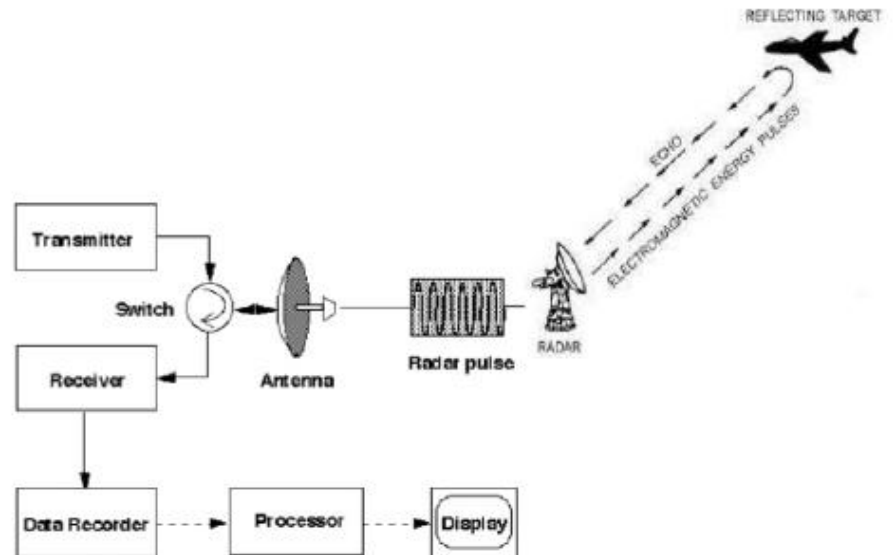 REFLECTING TARGET
ECHO
ELECTROMAGNETIC ENERGY PULSES
Transmitter
Switch
Antenna
Radar pulse
RADAR
Receiver
Data Recorder
Processor
Display